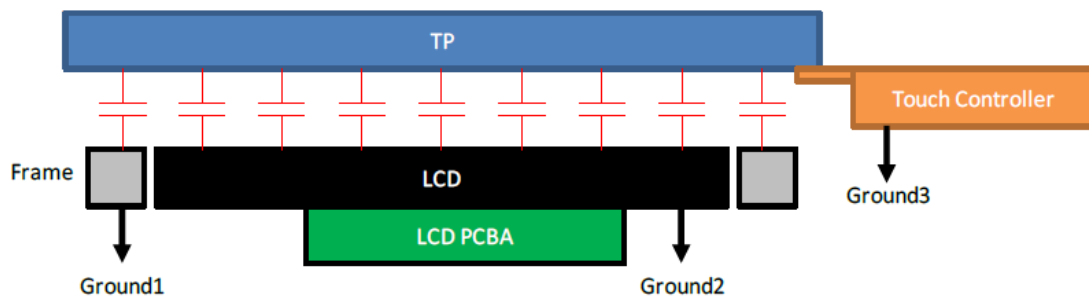 TP
Touch Controller
Frame
LCD
Ground3
LCD PCBA
Ground1
Ground2